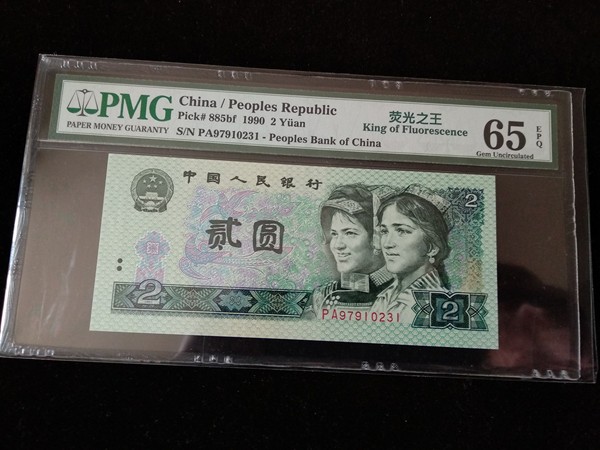 PMG
PAPER MONEY GUARANTY
China / Peoples Republic
Pick# 885bf 1990 2 Yüan
S/N PA97910231 - Peoples Bank of China
荧光之王
King of Fluorescence
65
EPQ
Gem Uncirculated
中国人民银行
2
贰圆
2
PA97910231
2